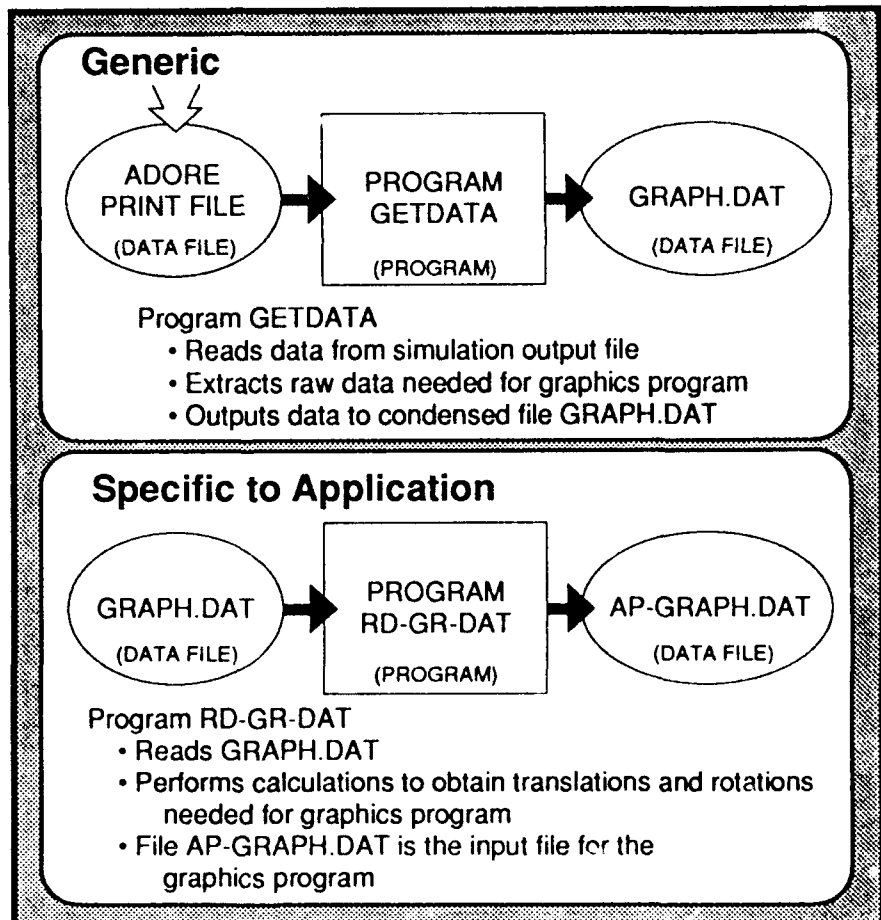 Generic
ADORE
PRINT FILE
(DATA FILE)
PROGRAM
GETDATA
(PROGRAM)
GRAPH.DAT
(DATA FILE)
Program GETDATA
• Reads data from simulation output file
• Extracts raw data needed for graphics program
• Outputs data to condensed file GRAPH.DAT
Specific to Application
GRAPH.DAT
(DATA FILE)
PROGRAM
RD-GR-DAT
(PROGRAM)
AP-GRAPH.DAT
(DATA FILE)
Program RD-GR-DAT
• Reads GRAPH.DAT
• Performs calculations to obtain translations and rotations
needed for graphics program
• File AP-GRAPH.DAT is the input file for the
graphics program